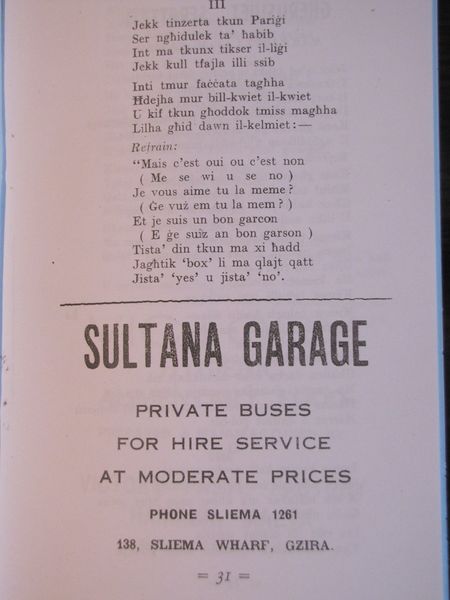 III
Jekk tinzerta tkun Pariġi
Ser ngħidulek ta' ħabib
Int ma tkunx tikser il-liġi
Jekk kull tfajla illi ssib
Inti tmur faċċata tagħha
Ħdejha mur bill-kwiet il-kwiet
U kif tkun għoddok tmiss magħha
Lilha għid dawn il-kelmiet:—
Refrain:
"Mais c'est oui ou c'est non
( Me se wi u se no )
Je vous aime tu la meme?
( Ġe vuż em tu la mem? )
Et je suis un bon garcon
( E ġe suiż an bon garson )
Tista' din tkun ma xi ħadd
Jagħtik 'box' li ma qlajt qatt
Jista' 'yes' u jista' 'no'.
SULTANA GARAGE
PRIVATE BUSES
FOR HIRE SERVICE
AT MODERATE PRICES
PHONE SLIEMA 1261
138, SLIEMA WHARF, GZIRA.
= 31 =